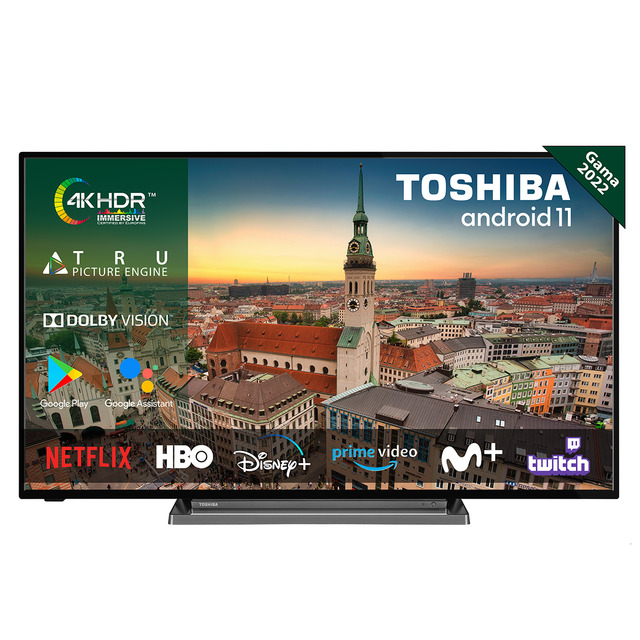 Gama
2022
TOSHIBA
android 11
4K HDR™
IMMERSIVE
CERTIFIED BY EUROFINS
TRU
PICTURE ENGINE
DOLBY VISION
Google Play
Google Assistant
NETFLIX
HBO
Disney+
prime video
M+
twitch
TOSHIBA